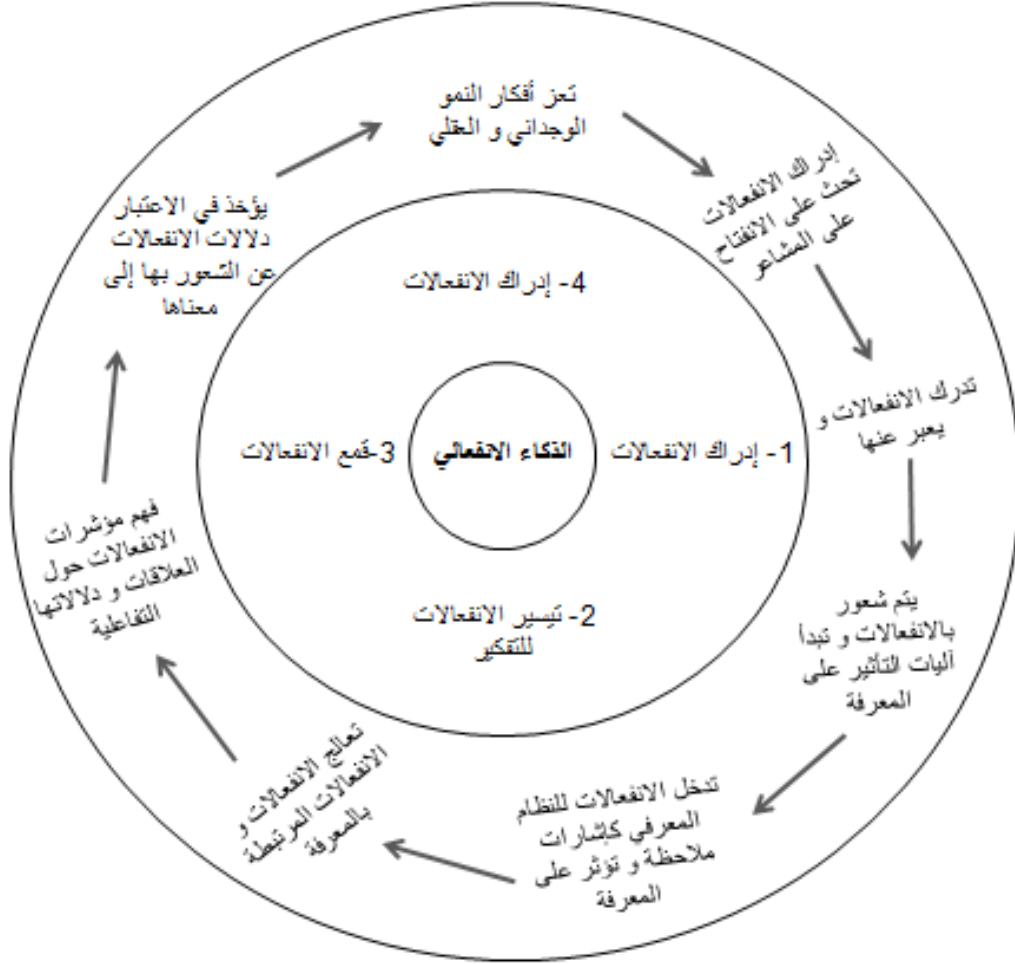 تعز أفكار النمو
الوجداني و العقلي
إدراك الانفعالات
تحث على الانفتاح
على المشاعر
تدرك الانفعالات و
يعبر عنها
يتم شعور
بالانفعالات و تبدأ
آليات التأثير على
المعرفة
تدخل الانفعالات للنظام
المعرفي كإشارات
ملاحظة و تؤثر على
المعرفة
تعالج الانفعالات و
الانفعالات المرتبطة
بالمعرفة
فهم مؤشرات
الانفعالات حول
العلاقات و دلالاتها
التفاعلية
يؤخذ في الاعتبار
دلالات الانفعالات
عن الشعور بها إلى
معناها
4- إدراك الانفعالات
1- إدراك الانفعالات
2- تيسير الانفعالات
للتفكير
3-قمع الانفعالات
الذكاء الانفعالي